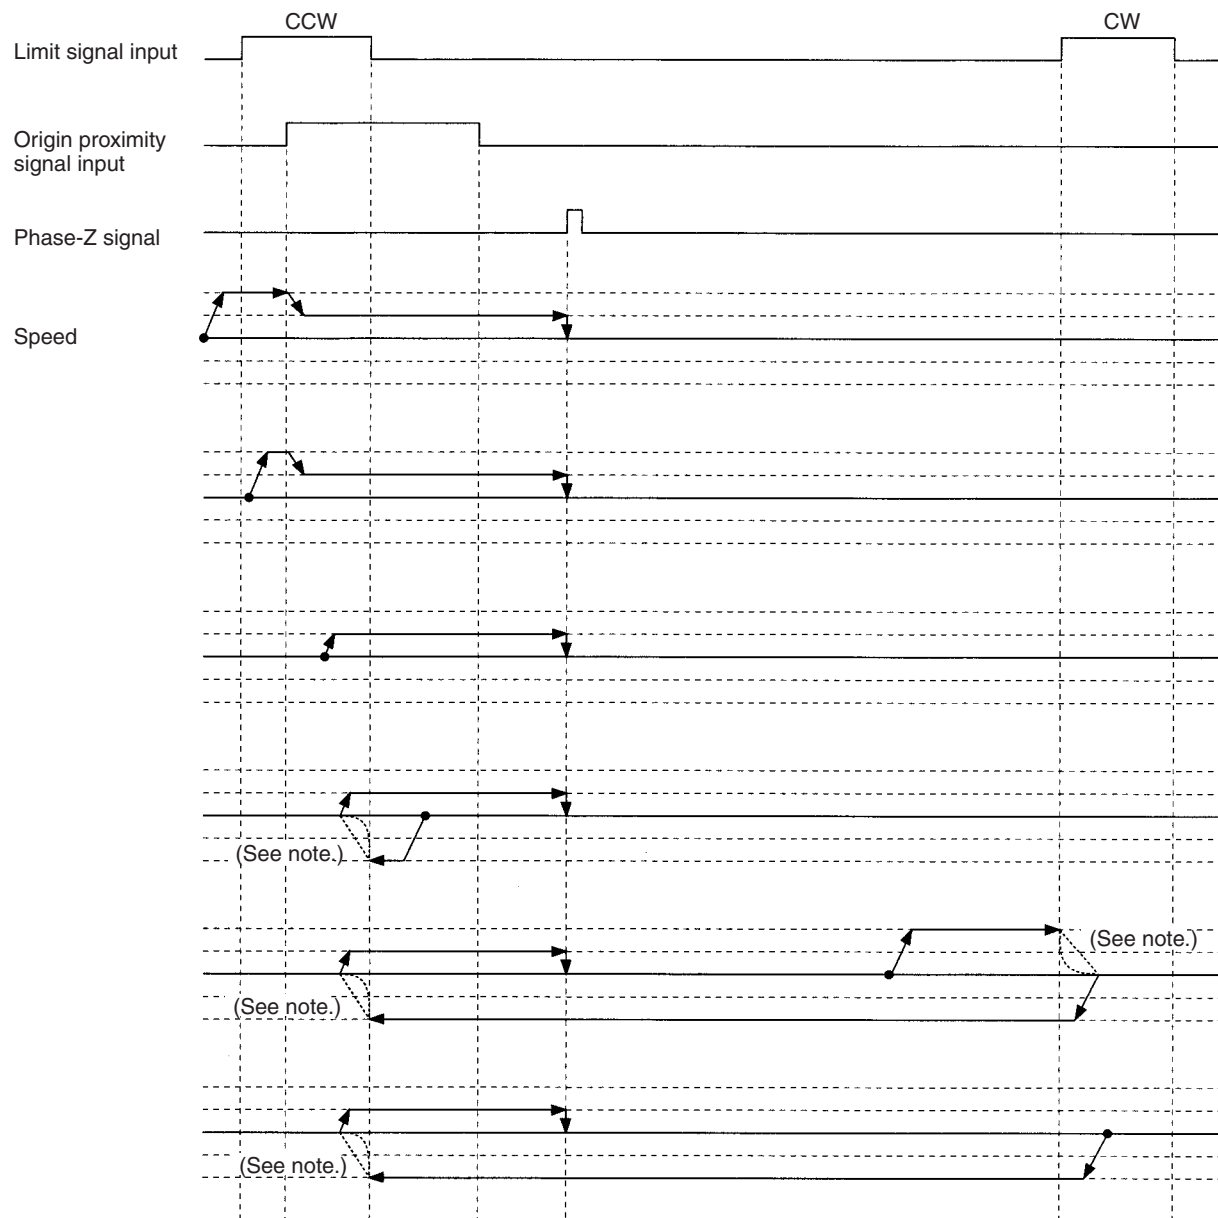 CCW
CW
Limit signal input
Origin proximity
signal input
Phase-Z signal
Speed
(See note.)
(See note.)
(See note.)
(See note.)